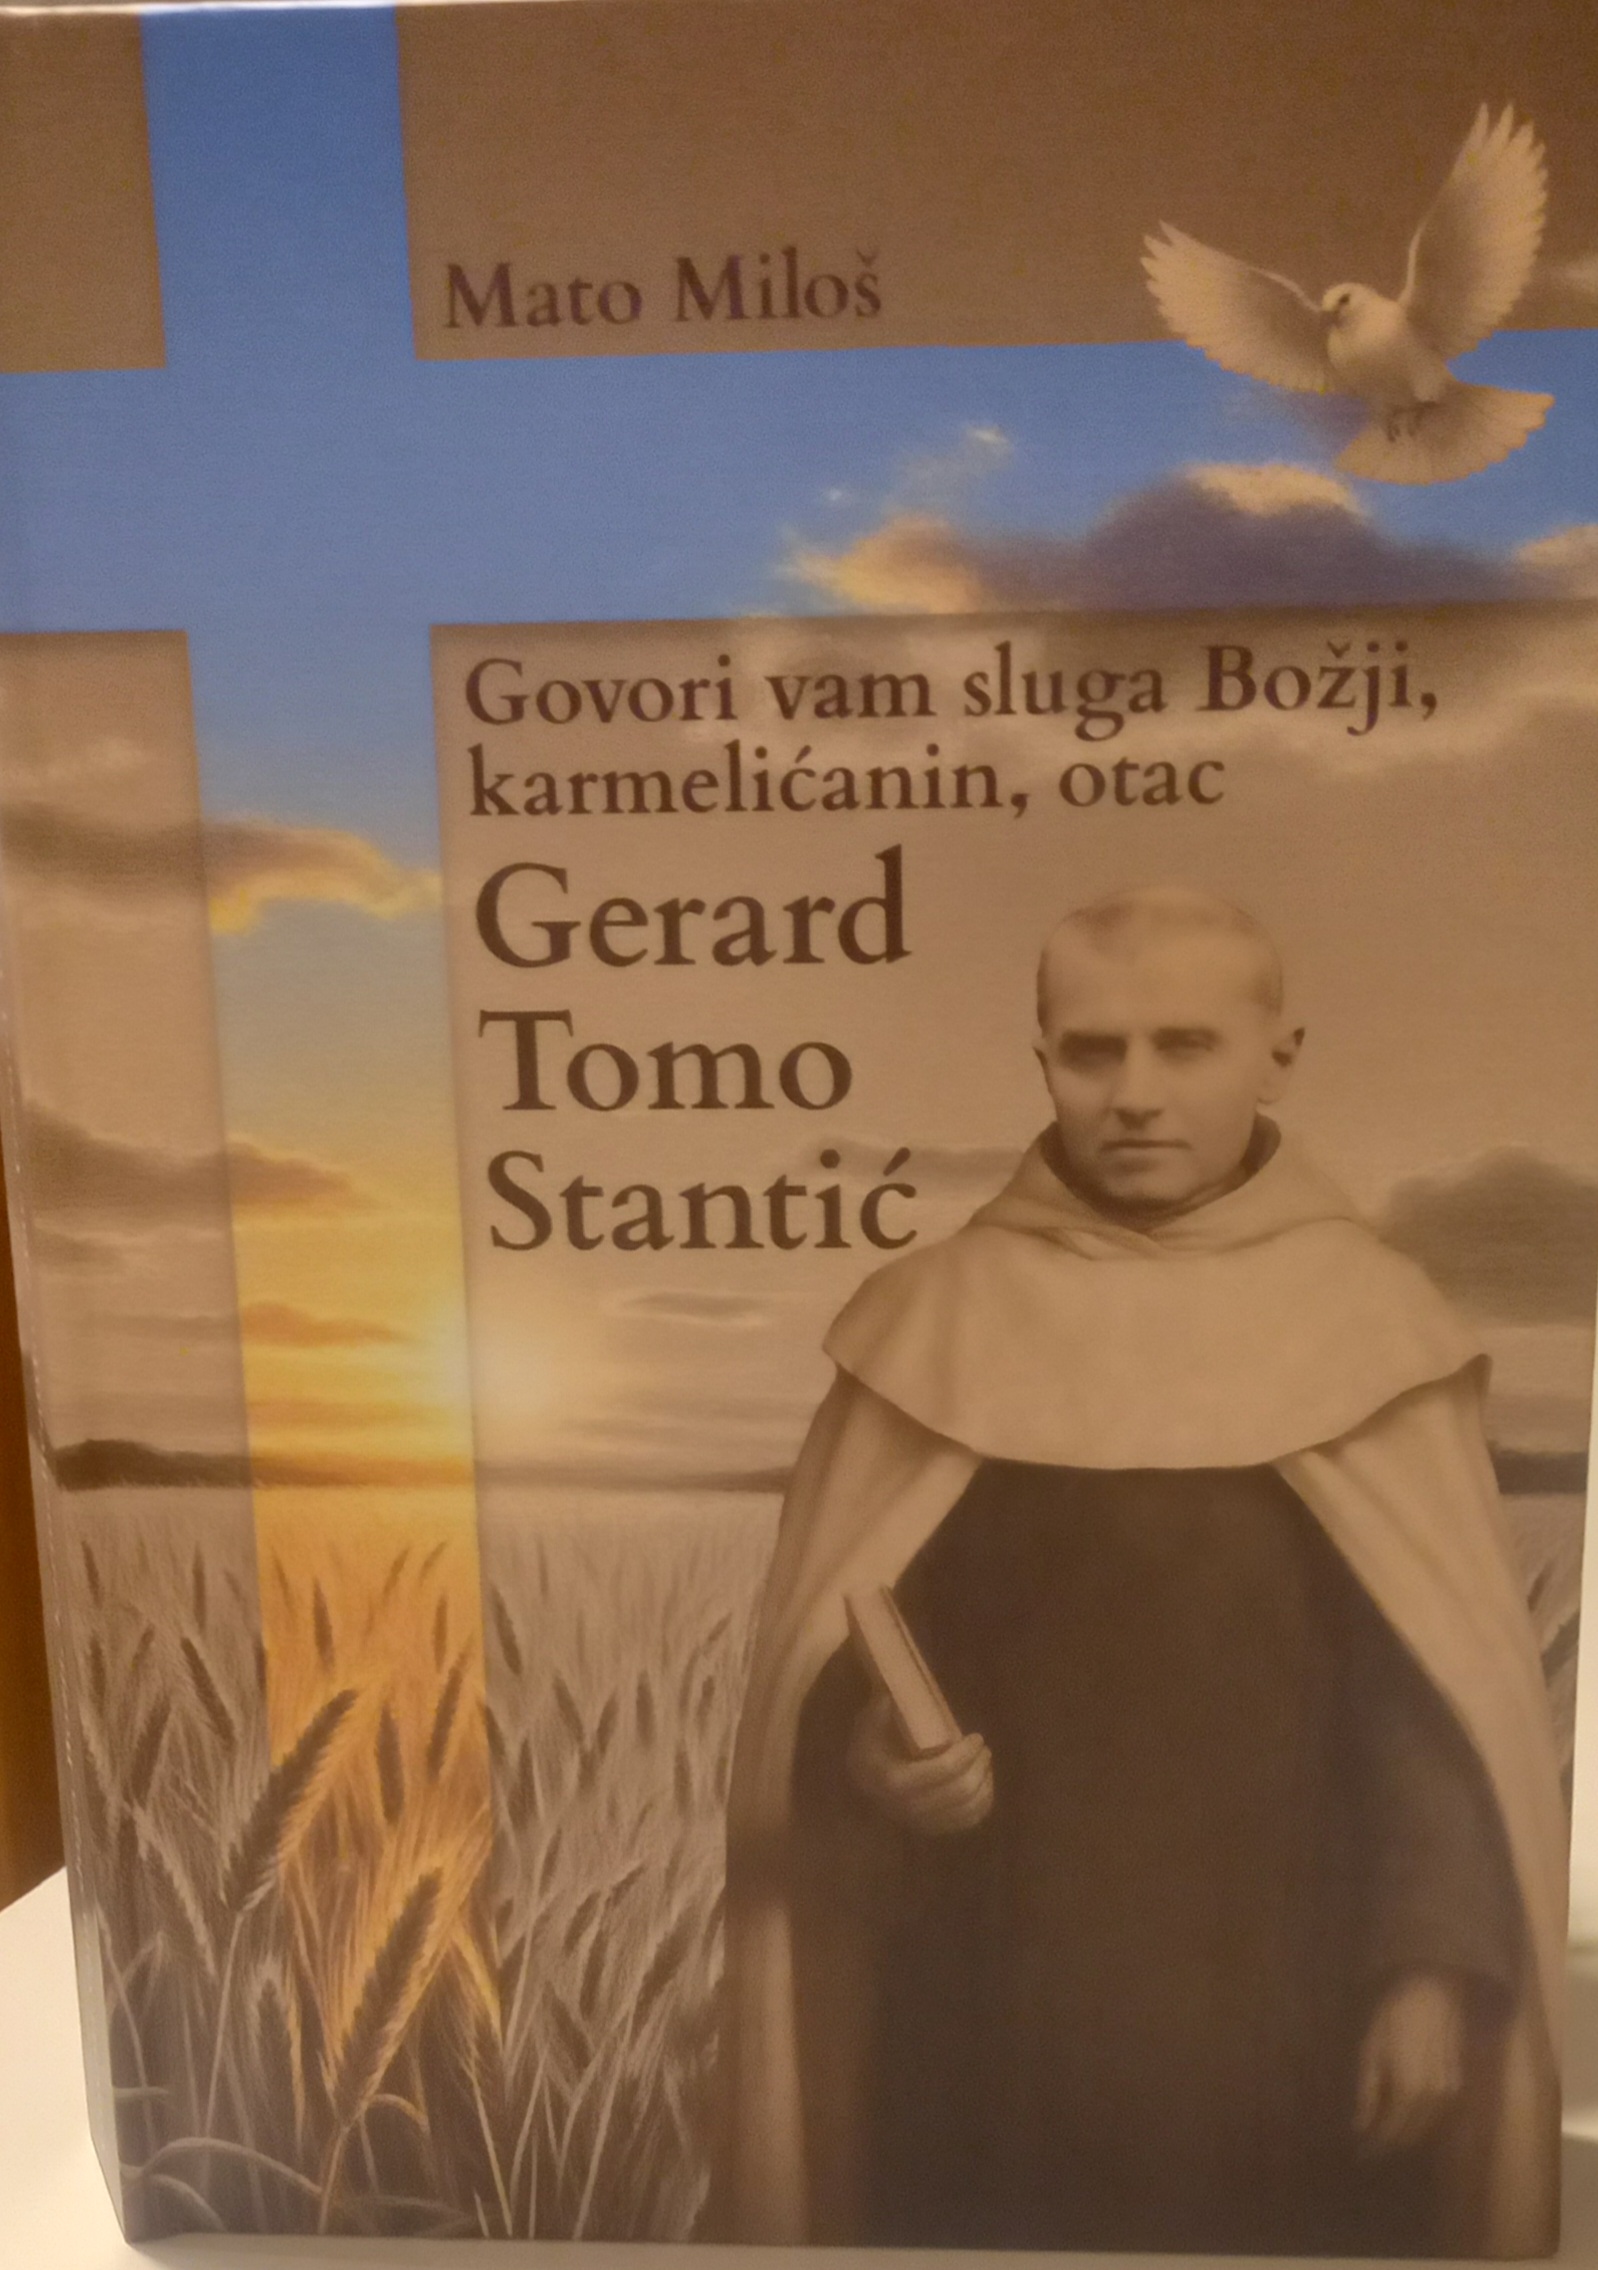 Mato Miloš
Govori vam sluga Božji,
karmelićanin, otac
Gerard
Tomo
Stantić